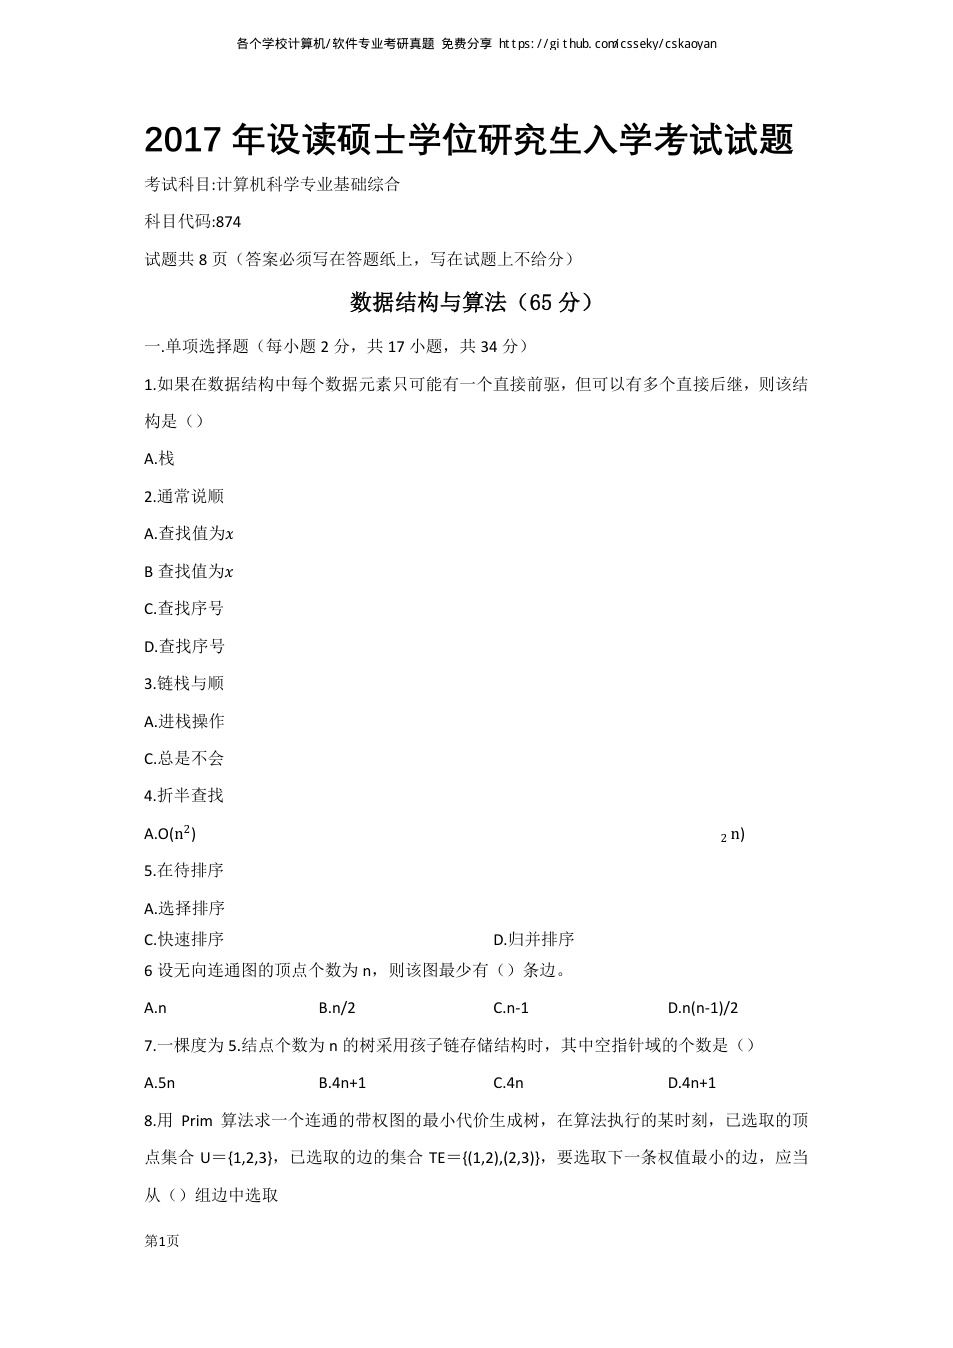 各个学校计算机/软件专业考研真题 免费分享 https://github.com/csseky/cskaoyan
2017 年设读硕士学位研究生入学考试试题
考试科目:计算机科学专业基础综合
科目代码:874
试题共 8 页（答案必须写在答题纸上，写在试题上不给分）
数据结构与算法（65 分）
一.单项选择题（每小题 2 分，共 17 小题，共 34 分）
1.如果在数据结构中每个数据元素只可能有一个直接前驱，但可以有多个直接后继，则该结
构是（）
A.栈
2.通常说顺
A.查找值为x
B 查找值为x
C.查找序号
D.查找序号
3.链栈与顺
A.进栈操作
C.总是不会
4.折半查找
A.O(n²) ₂ n)
5.在待排序
A.选择排序
C.快速排序 D.归并排序
6 设无向连通图的顶点个数为 n，则该图最少有（）条边。
A.n B.n/2 C.n-1 D.n(n-1)/2
7.一棵度为 5.结点个数为 n 的树采用孩子链存储结构时，其中空指针域的个数是（）
A.5n B.4n+1 C.4n D.4n+1
8.用 Prim 算法求一个连通的带权图的最小代价生成树，在算法执行的某时刻，已选取的顶
点集合 U＝{1,2,3}，已选取的边的集合 TE＝{(1,2),(2,3)}，要选取下一条权值最小的边，应当
从（）组边中选取
第1页